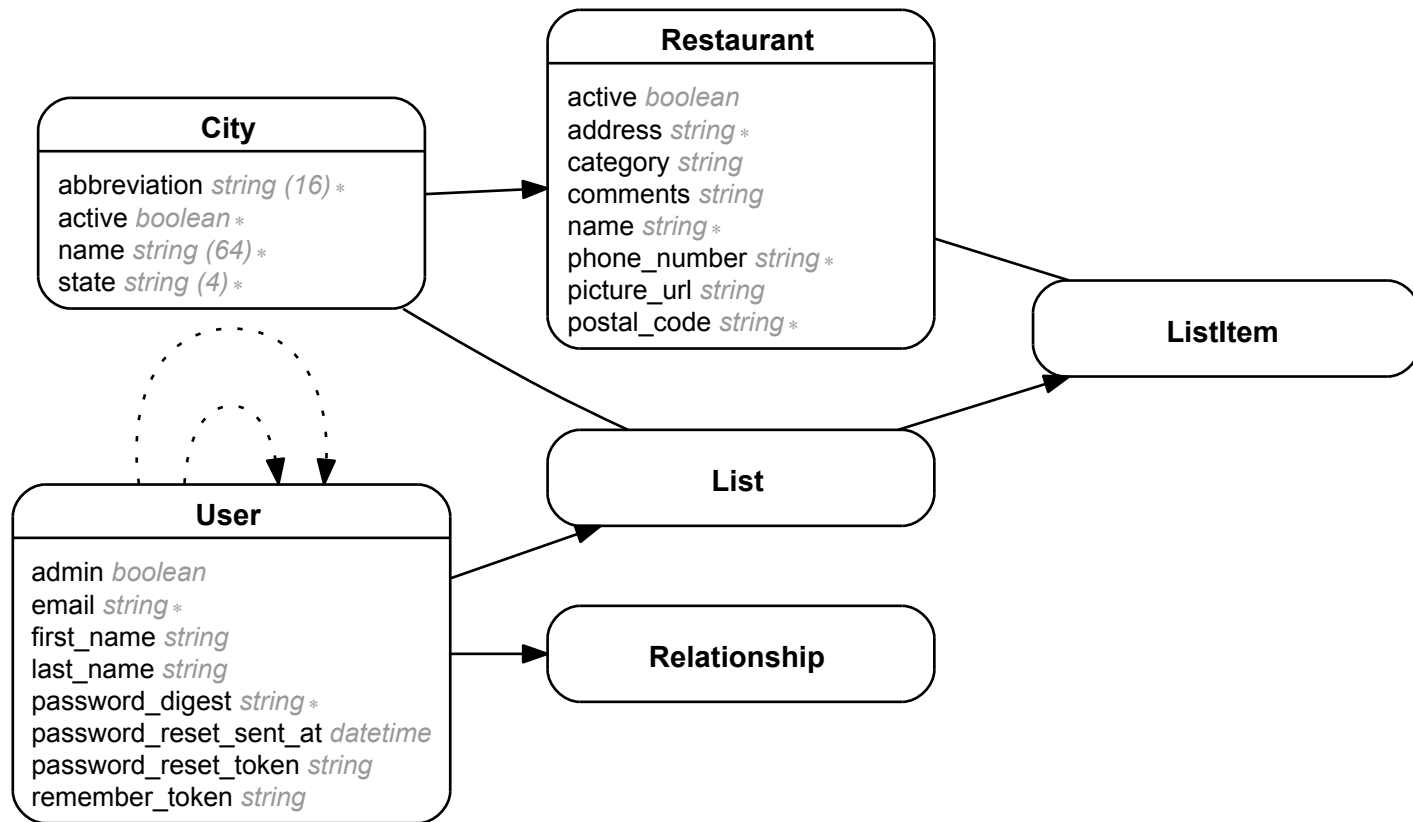 City
abbreviation string (16) *
active boolean *
name string (64) *
state string (4) *
Restaurant
active boolean
address string *
category string
comments string
name string *
phone_number string *
picture_url string
postal_code string *
ListItem
List
User
admin boolean
email string *
first_name string
last_name string
password_digest string *
password_reset_sent_at datetime
password_reset_token string
remember_token string
Relationship